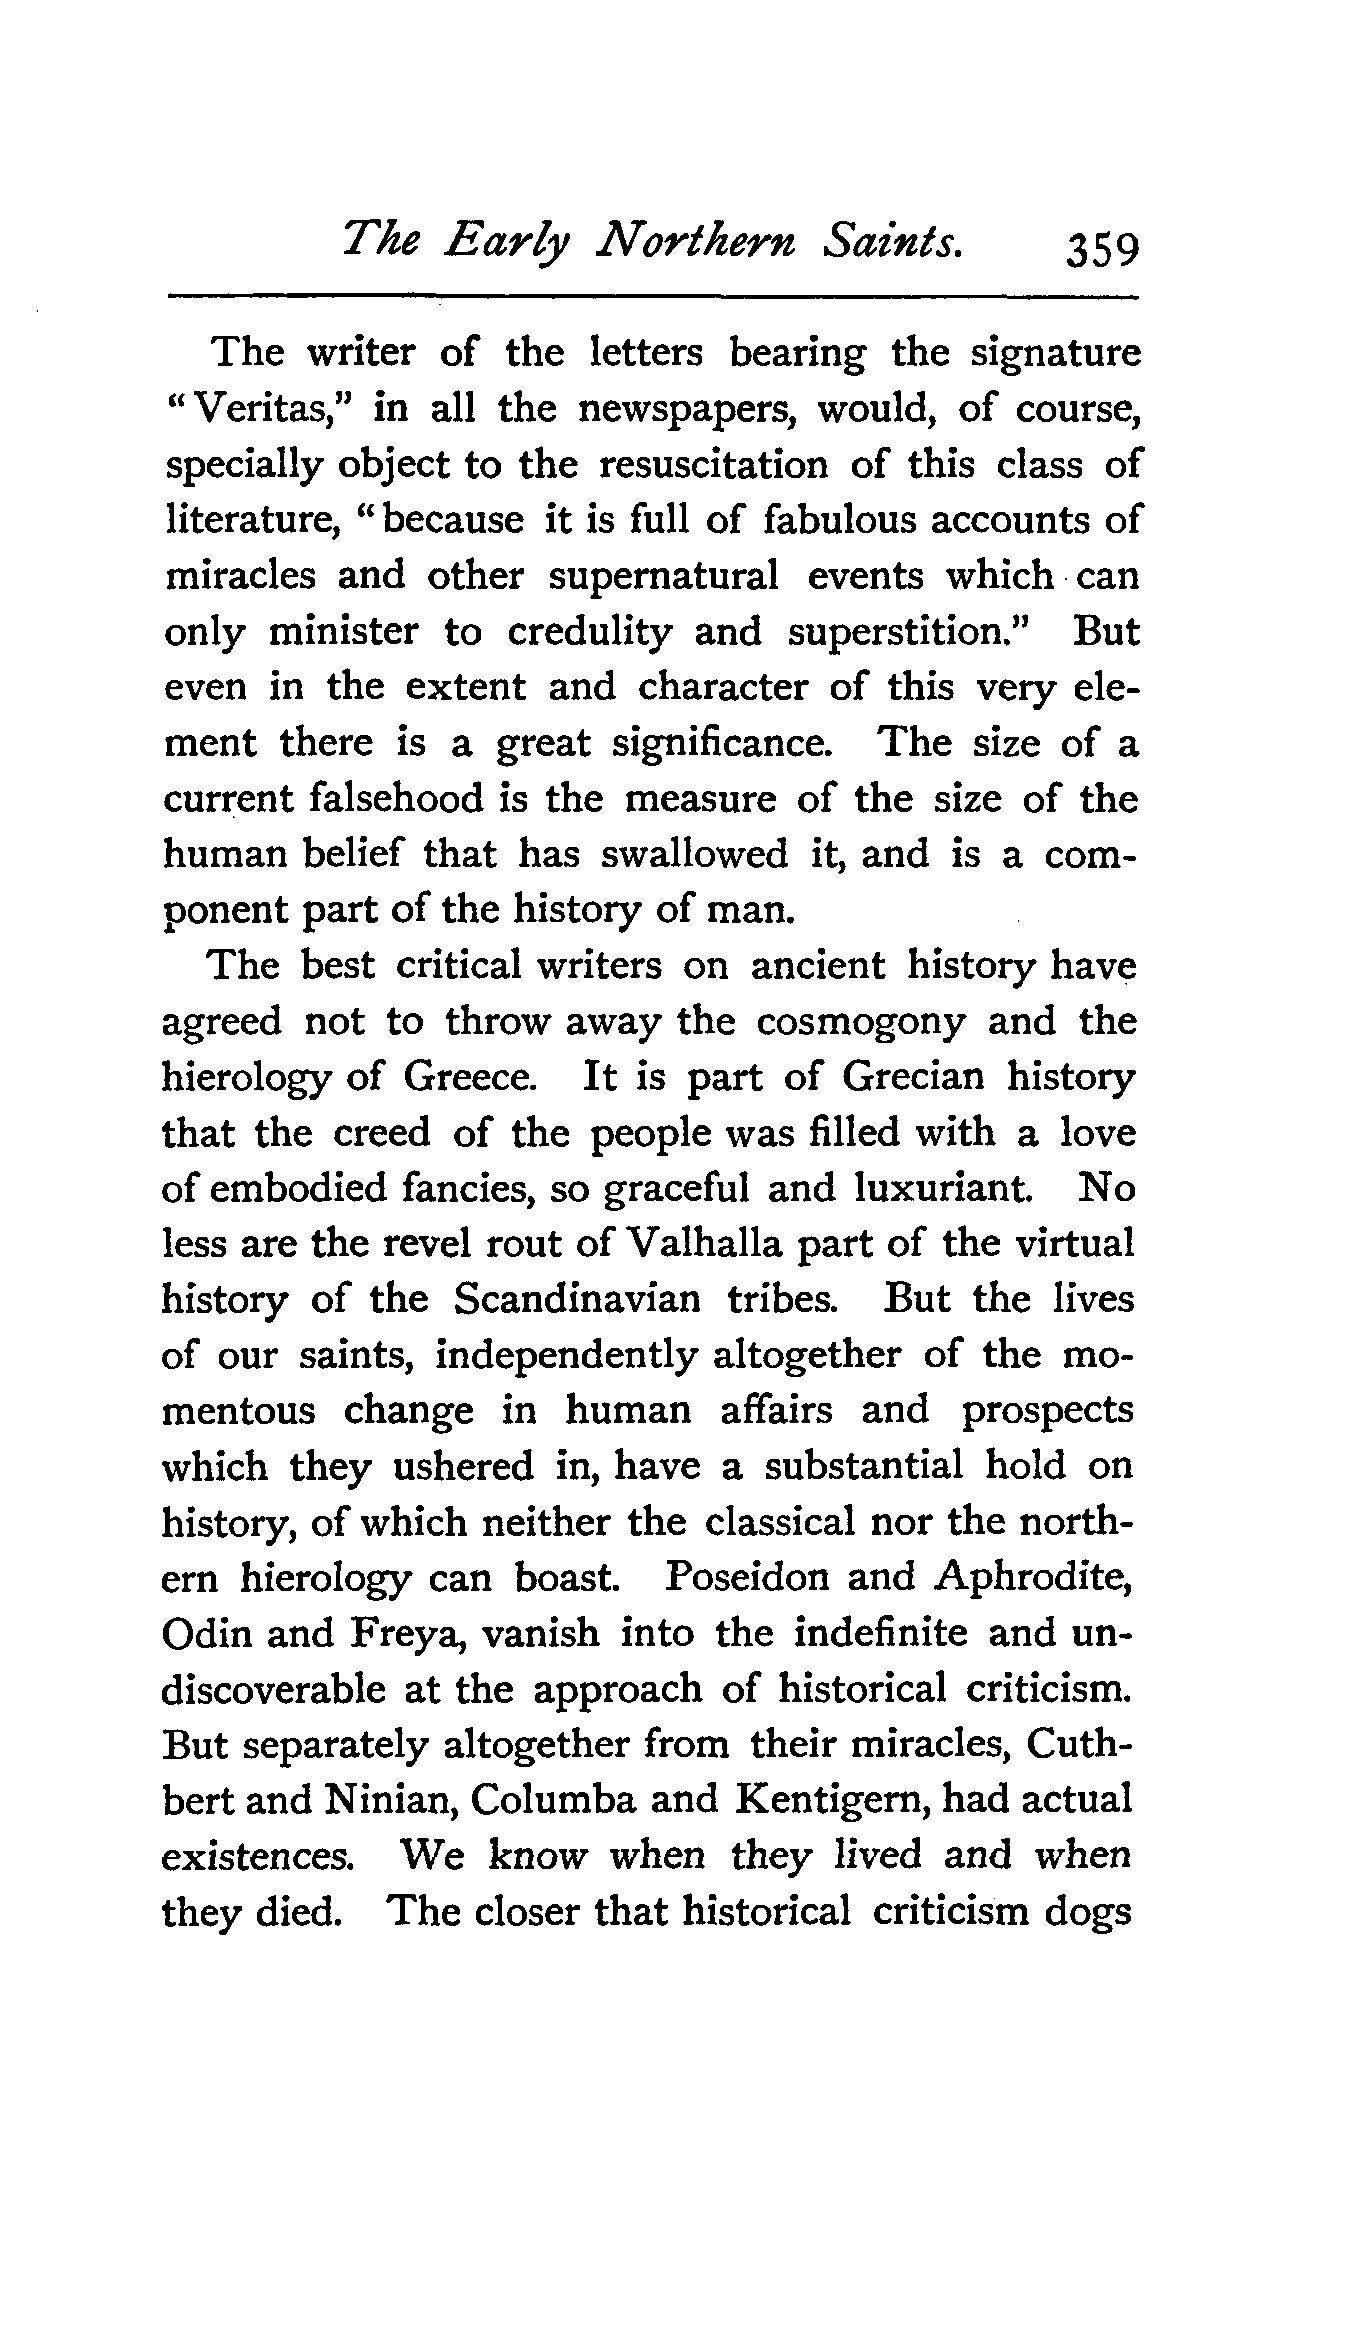 The Early Northern Saints. 359
The writer of the letters bearing the signature
“Veritas,” in all the newspapers, would, of course,
specially object to the resuscitation of this class of
literature, “because it is full of fabulous accounts of
miracles and other supernatural events which can
only minister to credulity and superstition.” But
even in the extent and character of this very ele-
ment there is a great significance. The size of a
current falsehood is the measure of the size of the
human belief that has swallowed it, and is a com-
ponent part of the history of man.
The best critical writers on ancient history have
agreed not to throw away the cosmogony and the
hierology of Greece. It is part of Grecian history
that the creed of the people was filled with a love
of embodied fancies, so graceful and luxuriant. No
less are the revel rout of Valhalla part of the virtual
history of the Scandinavian tribes. But the lives
of our saints, independently altogether of the mo-
mentous change in human affairs and prospects
which they ushered in, have a substantial hold on
history, of which neither the classical nor the north-
ern hierology can boast. Poseidon and Aphrodite,
Odin and Freya, vanish into the indefinite and un-
discoverable at the approach of historical criticism.
But separately altogether from their miracles, Cuth-
bert and Ninian, Columba and Kentigern, had actual
existences. We know when they lived and when
they died. The closer that historical criticism dogs